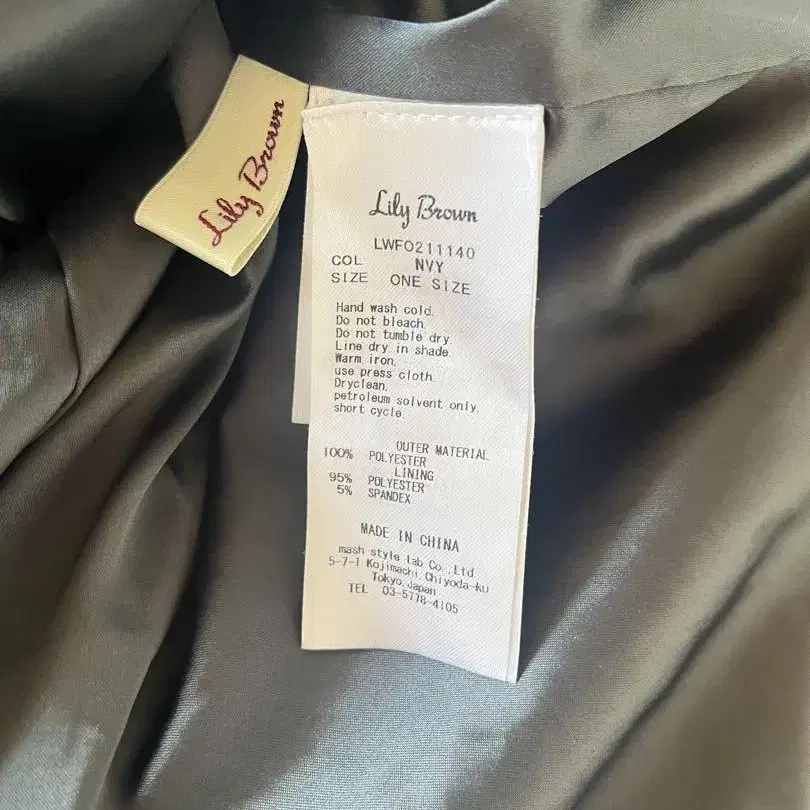 Lily Brown
Lily Brown
LWFO211140
COL NVY
SIZE ONE SIZE
Hand wash cold.
Do not bleach.
Do not tumble dry.
Line dry in shade.
Warm iron,
use press cloth.
Dryclean,
petroleum solvent only,
short cycle.
OUTER MATERIAL
100% POLYESTER
LINING
95% POLYESTER
5% SPANDEX
MADE IN CHINA
mash style lab Co.,Ltd.
5-7-1 Kojimachi Chiyoda-ku
Tokyo,Japan
TEL 03-5778-4105